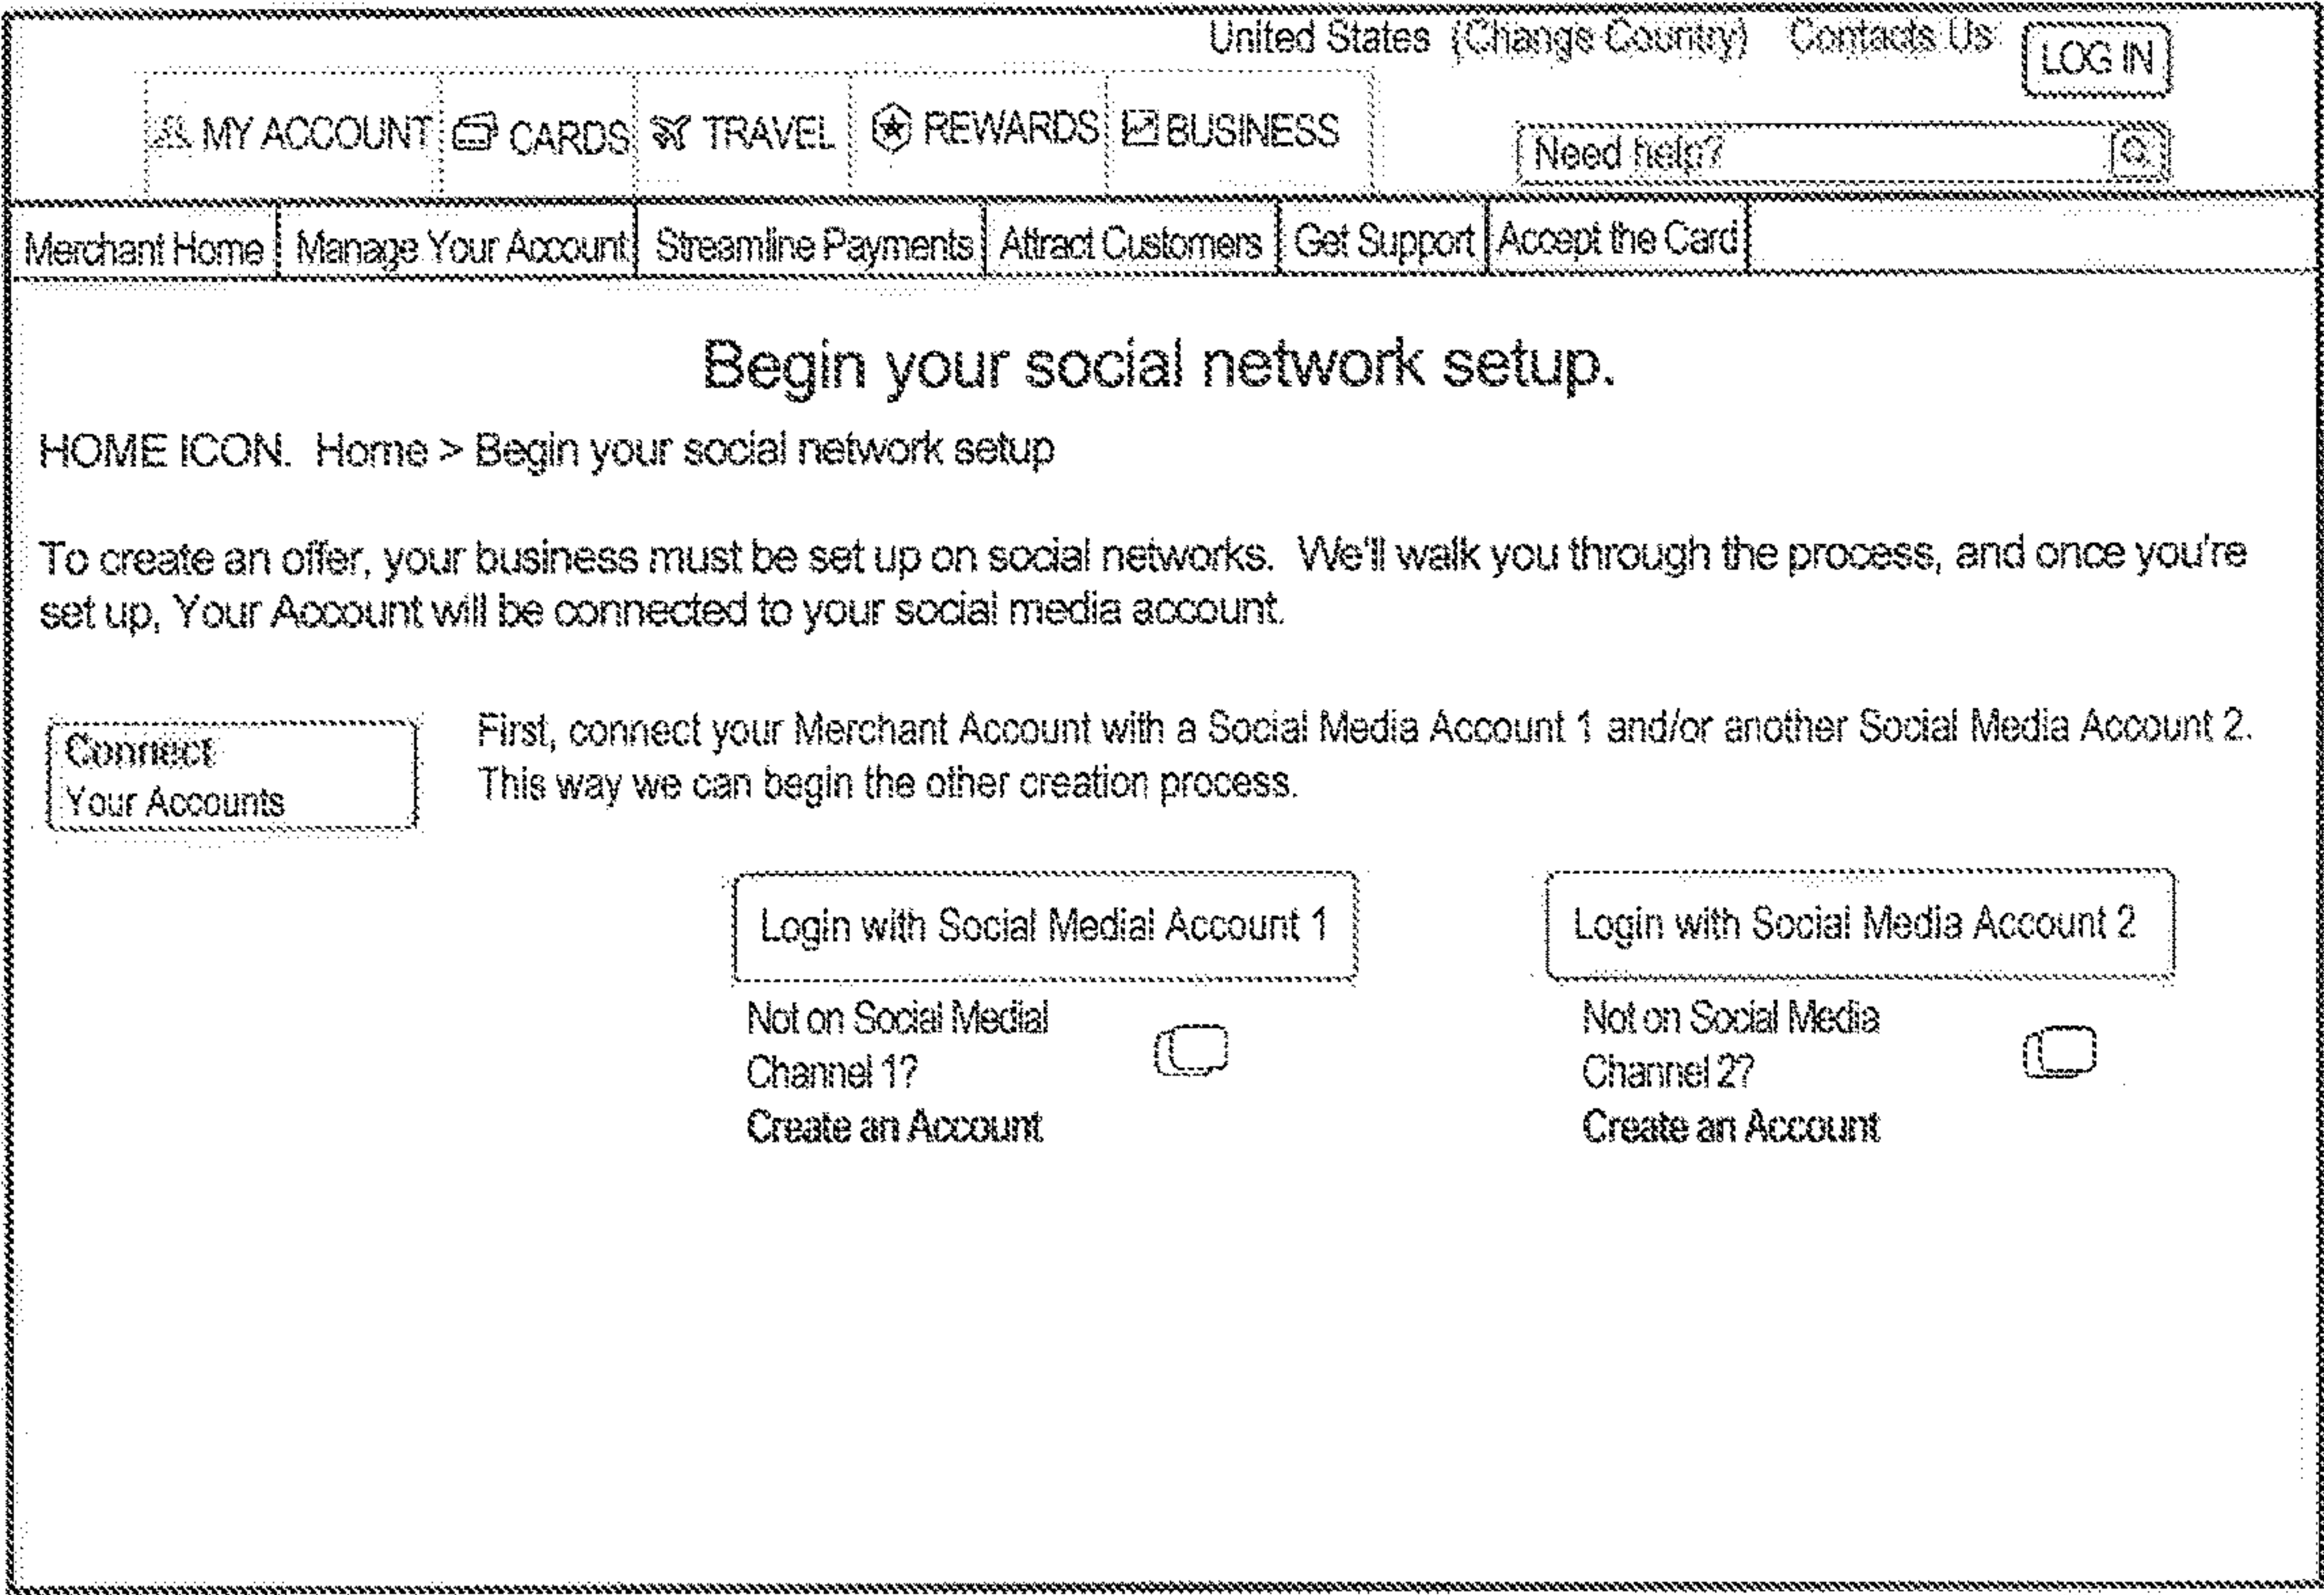 United States (Change Country) Contacts Us LOG IN
MY ACCOUNT CARDS TRAVEL REWARDS BUSINESS
Need help?
Merchant Home Manage Your Account Streamline Payments Attract Customers Get Support Accept the Card
Begin your social network setup.
HOME ICON. Home > Begin your social network setup
To create an offer, your business must be set up on social networks. We'll walk you through the process, and once you're
set up, Your Account will be connected to your social media account.
Connect
Your Accounts
First, connect your Merchant Account with a Social Media Account 1 and/or another Social Media Account 2.
This way we can begin the other creation process.
Login with Social Medial Account 1
Not on Social Medial
Channel 1?
Create an Account
Login with Social Media Account 2
Not on Social Media
Channel 2?
Create an Account